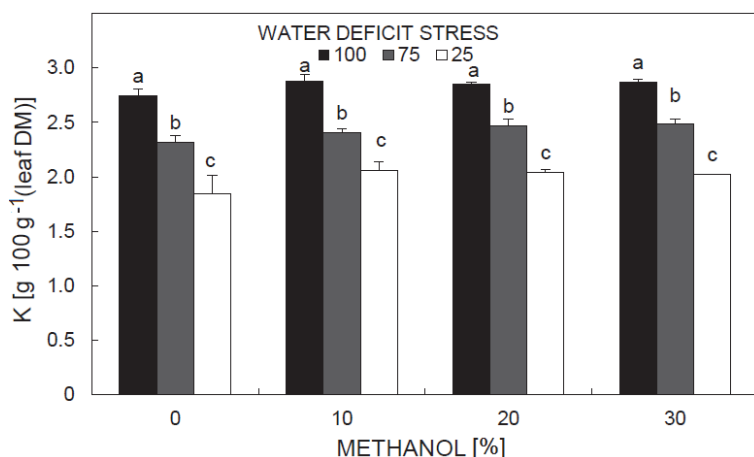 WATER DEFICIT STRESS
100 75 25
K [g 100 g⁻¹(leaf DM)]
3.0
2.5
2.0
1.5
1.0
0.5
0
a b c
a b c
a b c
a b c
0 10 20 30
METHANOL [%]